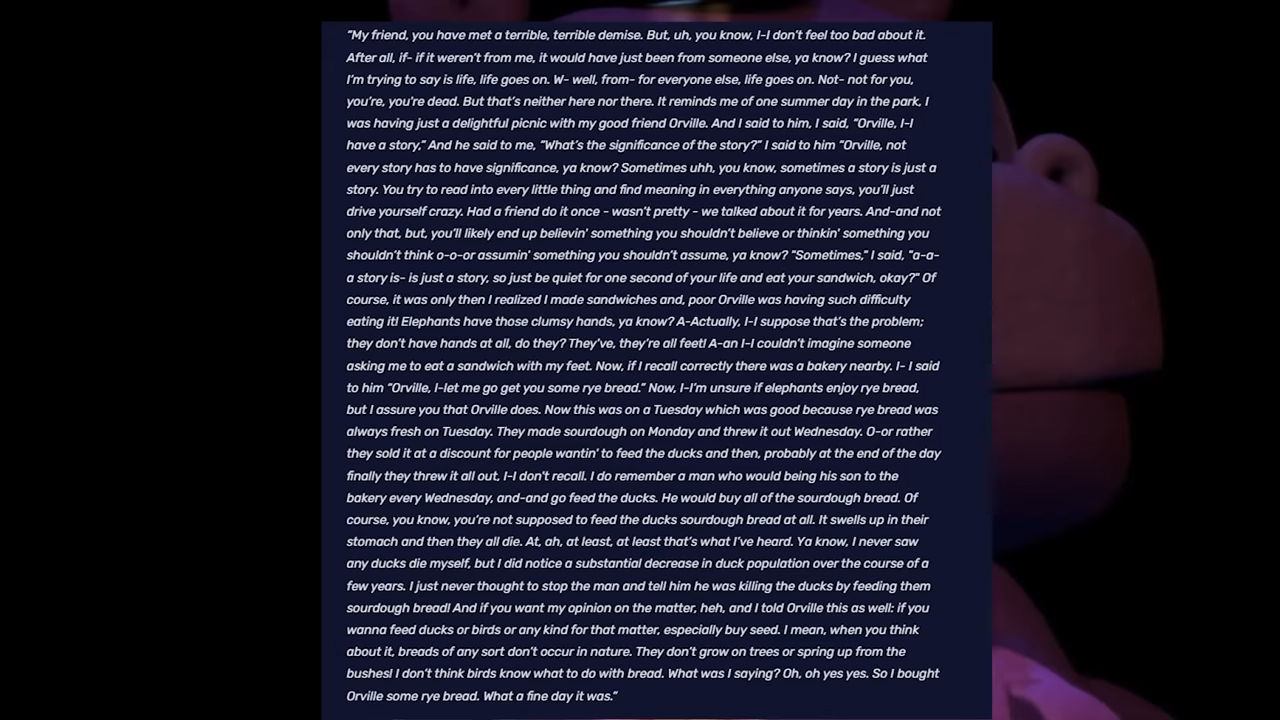 "My friend, you have met a terrible, terrible demise. But, uh, you know, I-I don't feel too bad about it.
After all, if- if it weren't from me, it would have just been from someone else, ya know? I guess what
I'm trying to say is life, life goes on. W- well, from- for everyone else, life goes on. Not- not for you,
you're, you're dead. But that's neither here nor there. It reminds me of one summer day in the park, I
was having just a delightful picnic with my good friend Orville. And I said to him, I said, "Orville, I-I
have a story," And he said to me, "What's the significance of the story?" I said to him "Orville, not
every story has to have significance, ya know? Sometimes uhh, you know, sometimes a story is just a
story. You try to read into every little thing and find meaning in everything anyone says, you'll just
drive yourself crazy. Had a friend do it once - wasn't pretty - we talked about it for years. And-and not
only that, but, you'll likely end up believin' something you shouldn't believe or thinkin' something you
shouldn't think o-o-or assumin' something you shouldn't assume, ya know? "Sometimes," I said, "a-a-
a story is- is just a story, so just be quiet for one second of your life and eat your sandwich, okay?" Of
course, it was only then I realized I made sandwiches and, poor Orville was having such difficulty
eating it! Elephants have those clumsy hands, ya know? A-Actually, I-I suppose that's the problem;
they don't have hands at all, do they? They've, they're all feet! A-an I-I couldn't imagine someone
asking me to eat a sandwich with my feet. Now, if I recall correctly there was a bakery nearby. I- I said
to him "Orville, I-let me go get you some rye bread." Now, I-I'm unsure if elephants enjoy rye bread,
but I assure you that Orville does. Now this was on a Tuesday which was good because rye bread was
always fresh on Tuesday. They made sourdough on Monday and threw it out Wednesday. O-or rather
they sold it at a discount for people wantin' to feed the ducks and then, probably at the end of the day
finally they threw it all out, I-I don't recall. I do remember a man who would being his son to the
bakery every Wednesday, and-and go feed the ducks. He would buy all of the sourdough bread. Of
course, you know, you're not supposed to feed the ducks sourdough bread at all. It swells up in their
stomach and then they all die. At, ah, at least, at least that's what I've heard. Ya know, I never saw
any ducks die myself, but I did notice a substantial decrease in duck population over the course of a
few years. I just never thought to stop the man and tell him he was killing the ducks by feeding them
sourdough bread! And if you want my opinion on the matter, heh, and I told Orville this as well: if you
wanna feed ducks or birds or any kind for that matter, especially buy seed. I mean, when you think
about it, breads of any sort don't occur in nature. They don't grow on trees or spring up from the
bushes! I don't think birds know what to do with bread. What was I saying? Oh, oh yes yes. So I bought
Orville some rye bread. What a fine day it was."